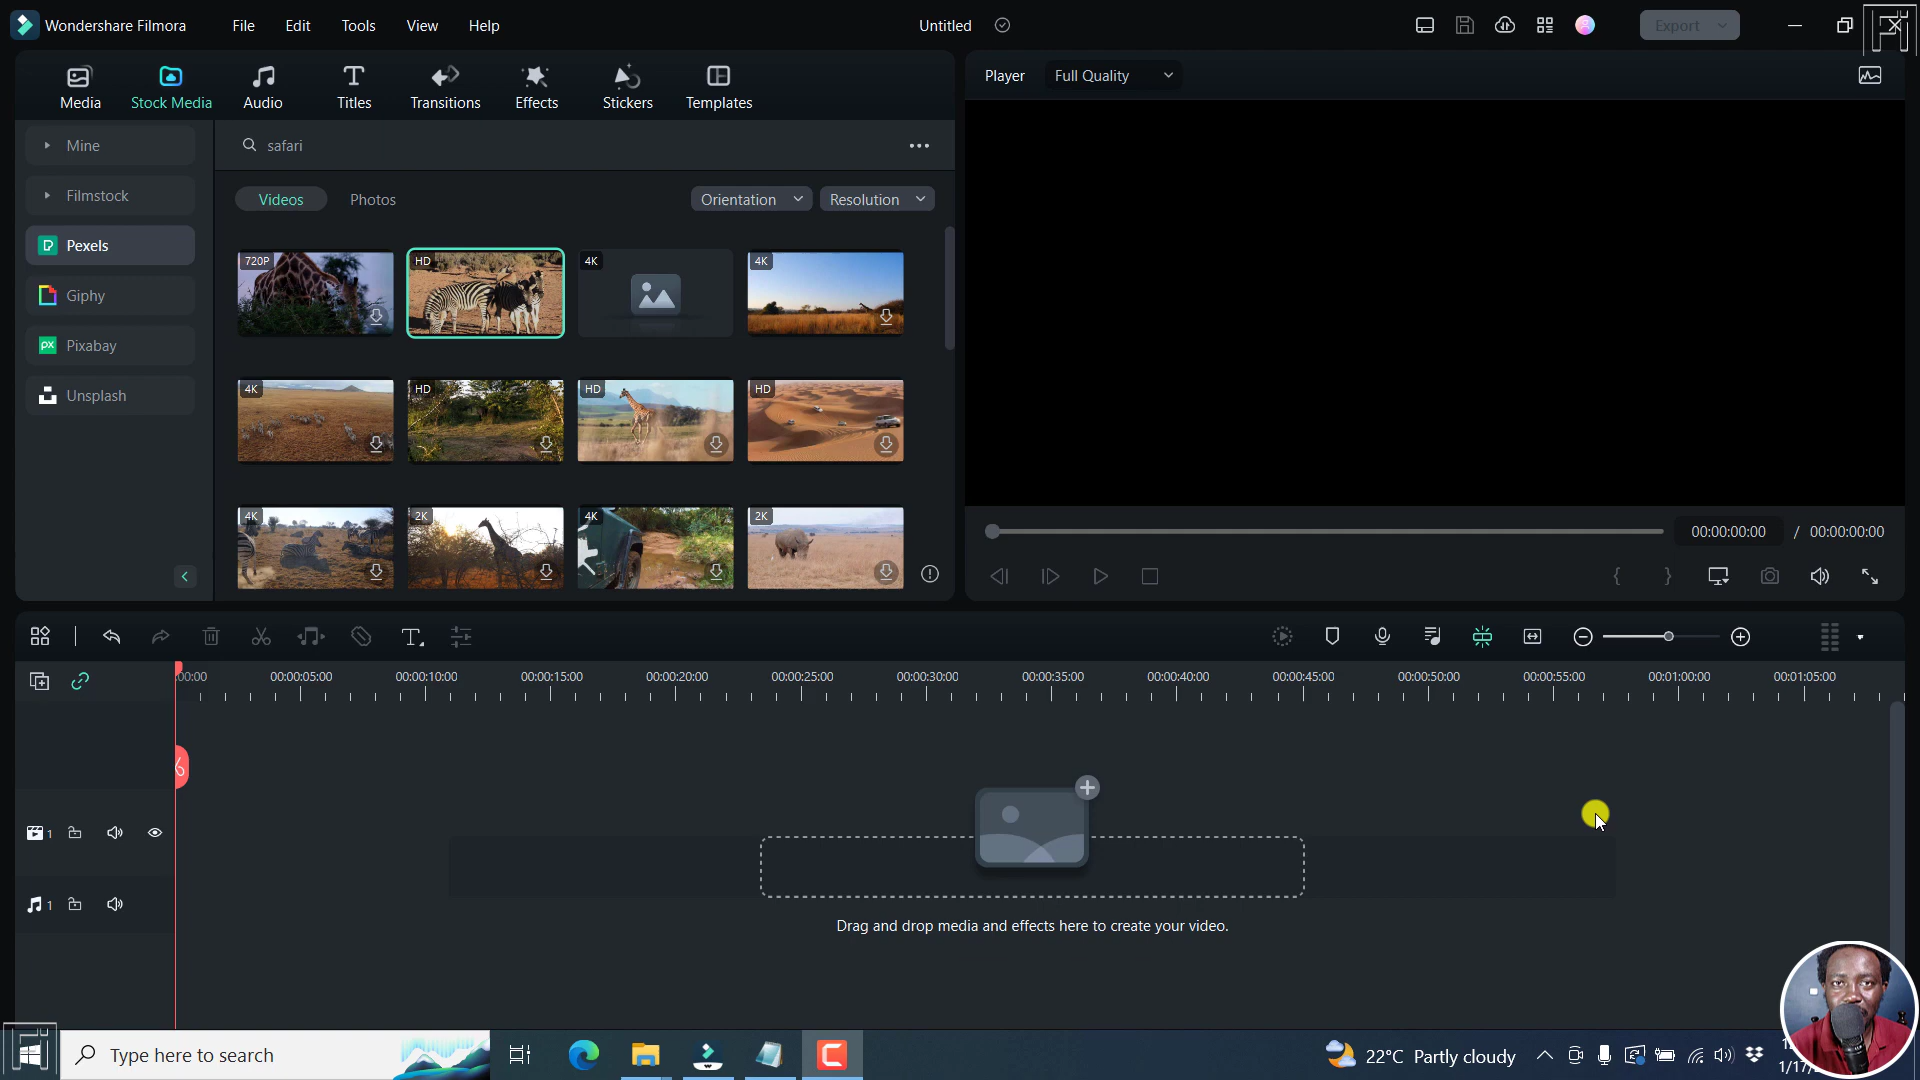 Wondershare Filmora
File
Edit
Tools
View
Help
Untitled
Export
Media
Stock Media
Audio
Titles
Transitions
Effects
Stickers
Templates
Player
Full Quality
Mine
Filmstock
Pexels
Giphy
Pixabay
Unsplash
safari
Videos
Photos
Orientation
Resolution
720P
HD
4K
4K
4K
HD
HD
HD
4K
2K
4K
2K
00:00:00:00 / 00:00:00:00
:00:00
00:00:05:00
00:00:10:00
00:00:15:00
00:00:20:00
00:00:25:00
00:00:30:00
00:00:35:00
00:00:40:00
00:00:45:00
00:00:50:00
00:00:55:00
00:01:00:00
00:01:05:00
1
1
Drag and drop media and effects here to create your video.
Type here to search
22°C Partly cloudy
1/17/